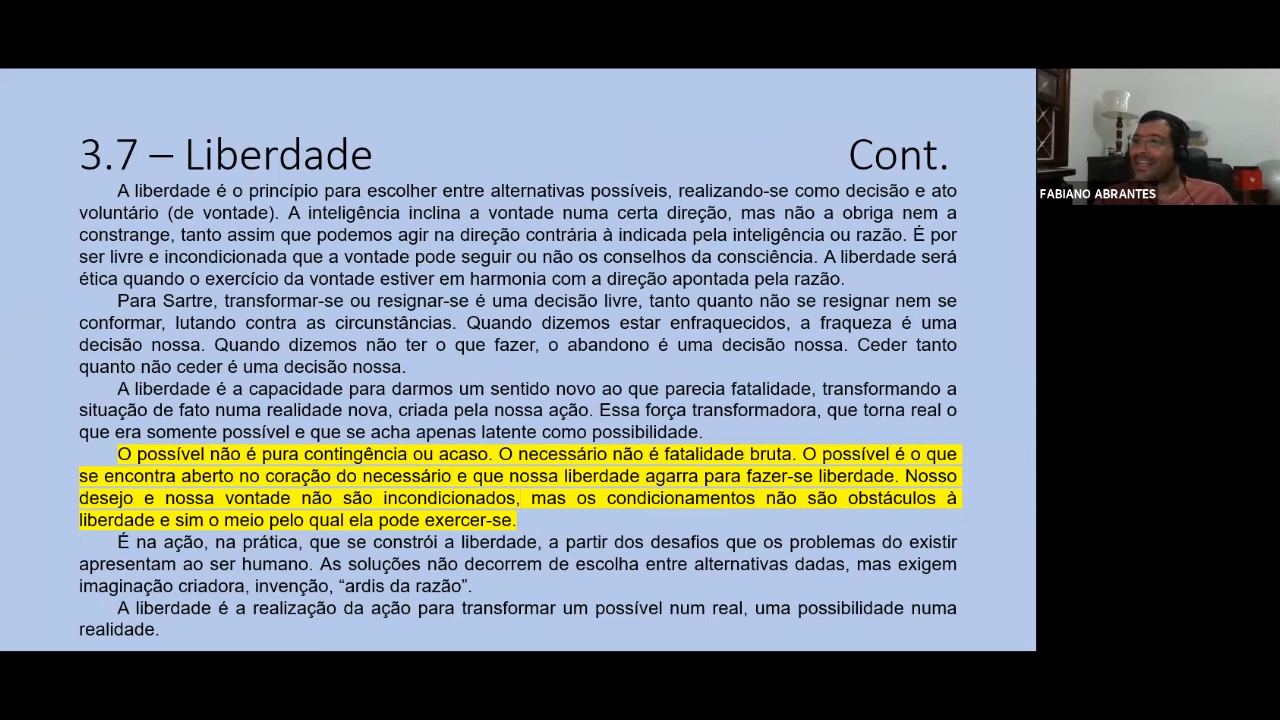 3.7 – Liberdade Cont.
A liberdade é o princípio para escolher entre alternativas possíveis, realizando-se como decisão e ato
voluntário (de vontade). A inteligência inclina a vontade numa certa direção, mas não a obriga nem a
constrange, tanto assim que podemos agir na direção contrária à indicada pela inteligência ou razão. É por
ser livre e incondicionada que a vontade pode seguir ou não os conselhos da consciência. A liberdade será
ética quando o exercício da vontade estiver em harmonia com a direção apontada pela razão.
Para Sartre, transformar-se ou resignar-se é uma decisão livre, tanto quanto não se resignar nem se
conformar, lutando contra as circunstâncias. Quando dizemos estar enfraquecidos, a fraqueza é uma
decisão nossa. Quando dizemos não ter o que fazer, o abandono é uma decisão nossa. Ceder tanto
quanto não ceder é uma decisão nossa.
A liberdade é a capacidade para darmos um sentido novo ao que parecia fatalidade, transformando a
situação de fato numa realidade nova, criada pela nossa ação. Essa força transformadora, que torna real o
que era somente possível e que se acha apenas latente como possibilidade.
O possível não é pura contingência ou acaso. O necessário não é fatalidade bruta. O possível é o que
se encontra aberto no coração do necessário e que nossa liberdade agarra para fazer-se liberdade. Nosso
desejo e nossa vontade não são incondicionados, mas os condicionamentos não são obstáculos à
liberdade e sim o meio pelo qual ela pode exercer-se.
É na ação, na prática, que se constrói a liberdade, a partir dos desafios que os problemas do existir
apresentam ao ser humano. As soluções não decorrem de escolha entre alternativas dadas, mas exigem
imaginação criadora, invenção, “ardis da razão”.
A liberdade é a realização da ação para transformar um possível num real, uma possibilidade numa
realidade.
FABIANO ABRANTES